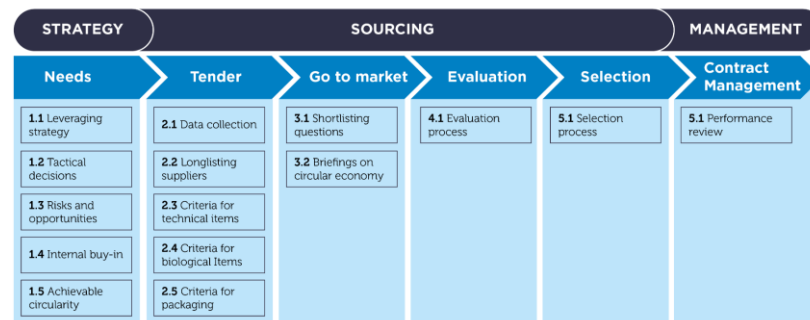 STRATEGY
SOURCING
MANAGEMENT
Needs
Tender
Go to market
Evaluation
Selection
Contract
Management
1.1 Leveraging
strategy
1.2 Tactical
decisions
1.3 Risks and
opportunities
1.4 Internal buy-in
1.5 Achievable
circularity
2.1 Data collection
2.2 Longlisting
suppliers
2.3 Criteria for
technical items
2.4 Criteria for
biological Items
2.5 Criteria for
packaging
3.1 Shortlisting
questions
3.2 Briefings on
circular economy
4.1 Evaluation
process
5.1 Selection
process
5.1 Performance
review